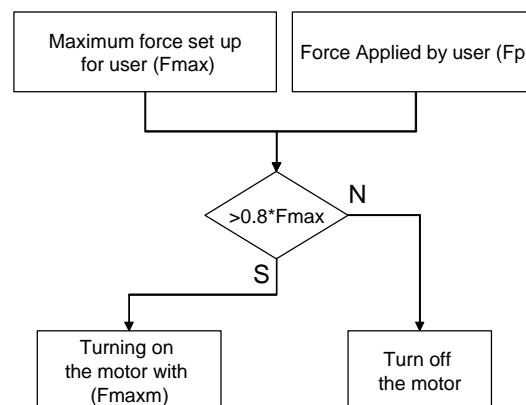 Maximum force set up
for user (Fmax)
Force Applied by user (Fp
>0.8*Fmax
N
S
Turning on
the motor with
(Fmaxm)
Turn off
the motor